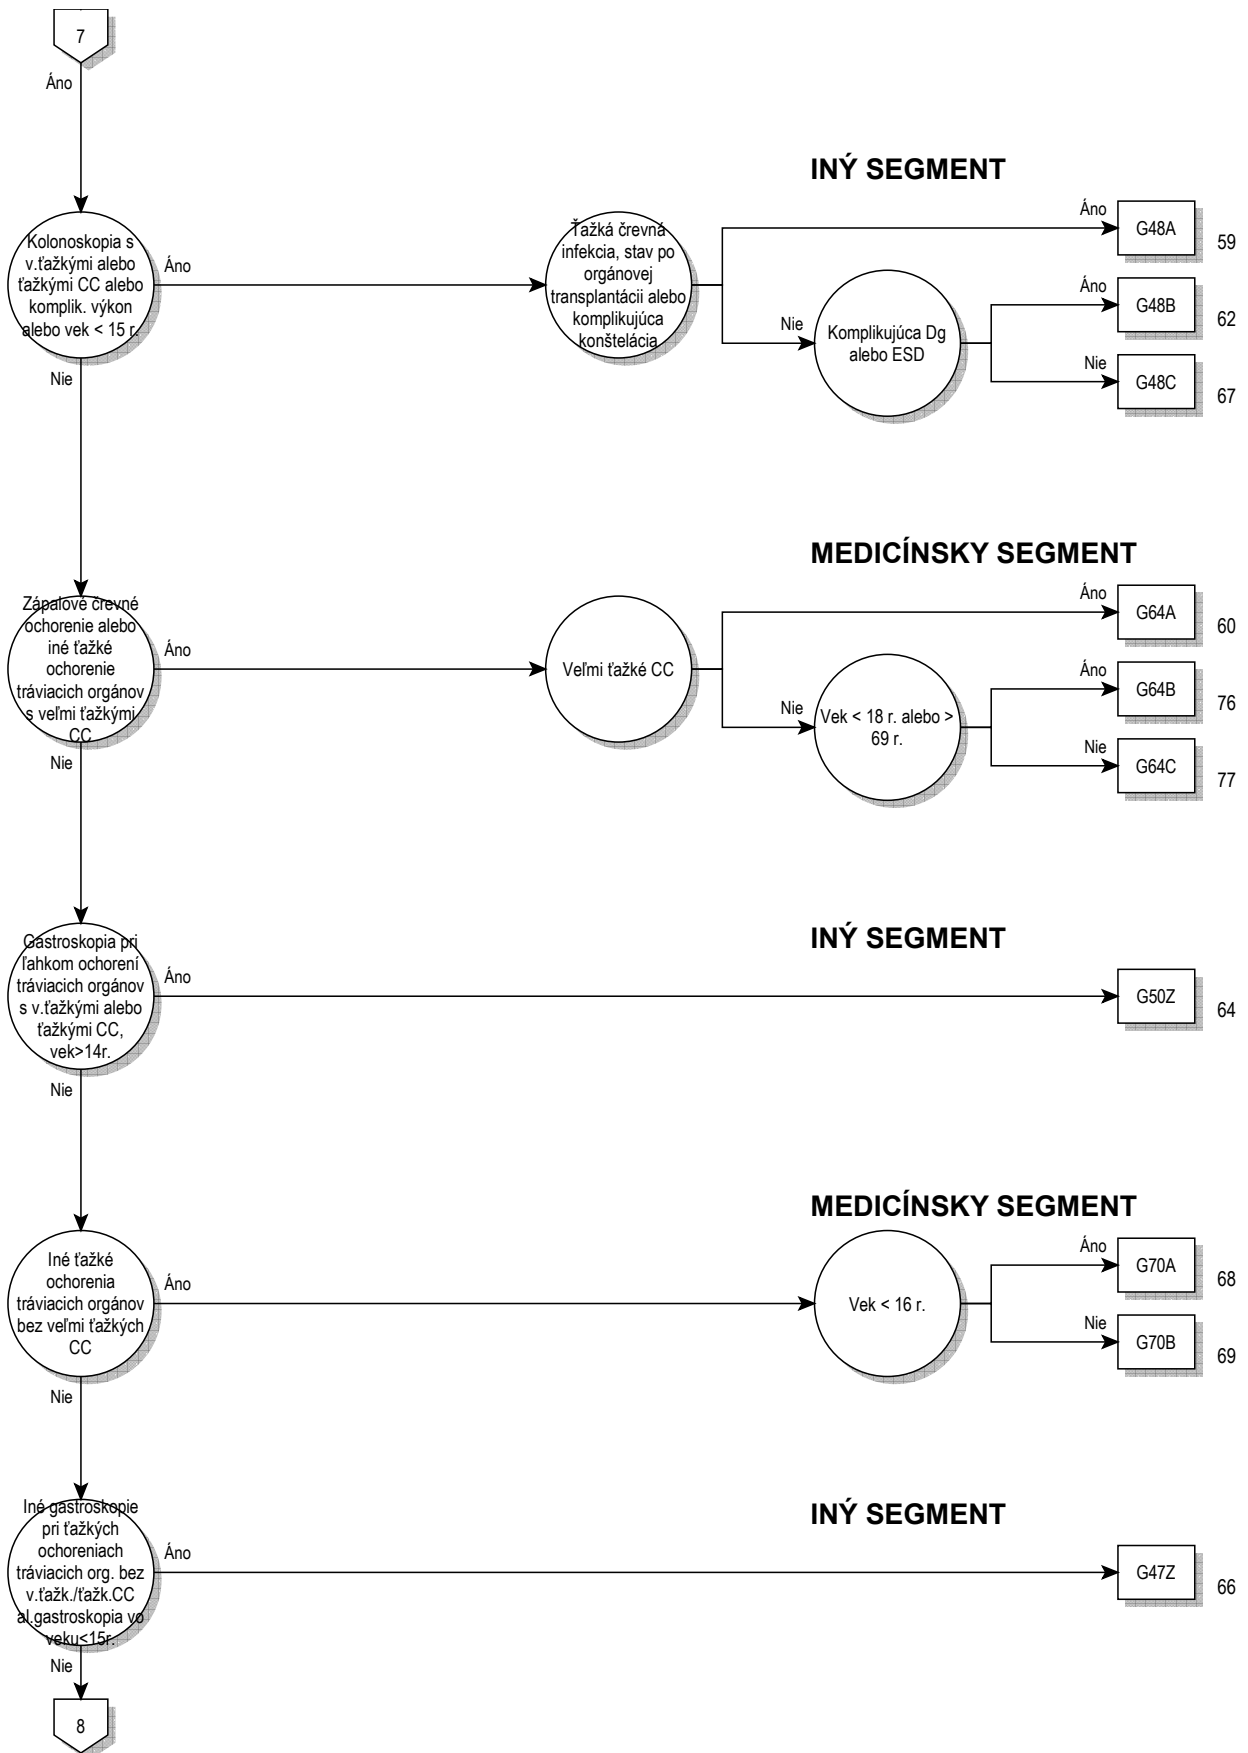 7
Áno
INÝ SEGMENT
Kolonoskopia s
v.ťažkými alebo
ťažkými CC alebo
komplik. výkon
alebo vek < 15 r.
Áno
Ťažká črevná
infekcia, stav po
orgánovej
transplantácii alebo
komplikujúca
konštelácia
Áno
G48A
59
Nie
Komplikujúca Dg
alebo ESD
Áno
G48B
62
Nie
G48C
67
Nie
MEDICÍNSKY SEGMENT
Zápalové črevné
ochorenie alebo
iné ťažké
ochorenie
tráviacich orgánov
s veľmi ťažkými
CC
Áno
Veľmi ťažké CC
Áno
G64A
60
Nie
Vek < 18 r. alebo >
69 r.
Áno
G64B
76
Nie
G64C
77
Nie
INÝ SEGMENT
Gastroskopia pri
ľahkom ochorení
tráviacich orgánov
s v.ťažkými alebo
ťažkými CC,
vek>14r.
Áno
G50Z
64
Nie
MEDICÍNSKY SEGMENT
Iné ťažké
ochorenia
tráviacich orgánov
bez veľmi ťažkých
CC
Áno
Vek < 16 r.
Áno
G70A
68
Nie
G70B
69
Nie
INÝ SEGMENT
Iné gastroskopie
pri ťažkých
ochoreniach
tráviacich org. bez
v.ťažk./ťažk.CC
al.gastroskopia vo
veku<15r.
Áno
G47Z
66
Nie
8